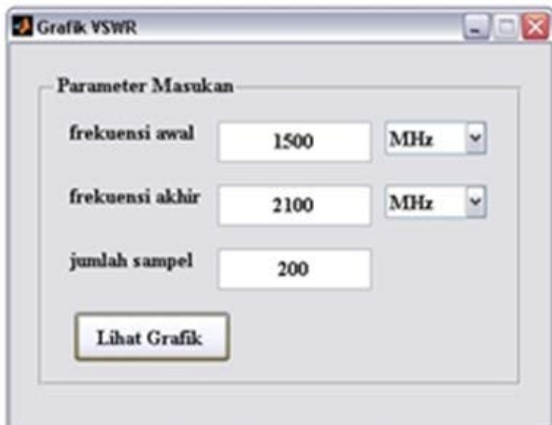 Grafik VSWR
Parameter Masukan
frekuensi awal 1500 MHz
frekuensi akhir 2100 MHz
jumlah sampel 200
Lihat Grafik